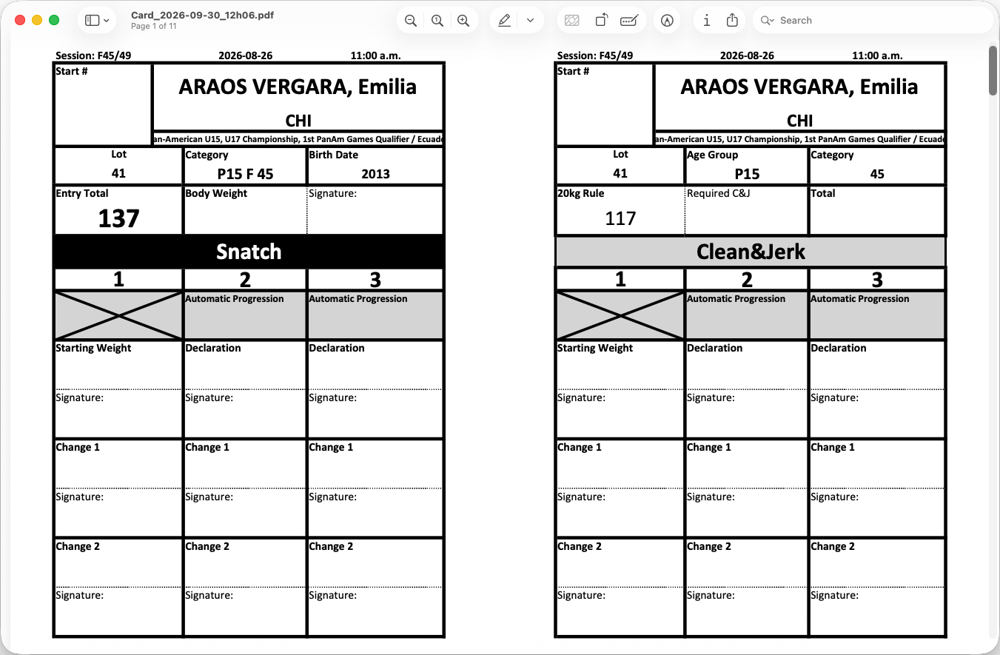 Card_2026-09-30_12h06.pdf
Page 1 of 11
Search
Session: F45/49 2026-08-26 11:00 a.m.
Start #
ARAOS VERGARA, Emilia
CHI
an-American U15, U17 Championship, 1st PanAm Games Qualifier / Ecuad
Lot Category Birth Date
41 P15 F 45 2013
Entry Total Body Weight Signature:
137
Snatch
1 2 3
Automatic Progression Automatic Progression
Starting Weight Declaration Declaration
Signature: Signature: Signature:
Change 1 Change 1 Change 1
Signature: Signature: Signature:
Change 2 Change 2 Change 2
Signature: Signature: Signature:
Session: F45/49 2026-08-26 11:00 a.m.
Start #
ARAOS VERGARA, Emilia
CHI
an-American U15, U17 Championship, 1st PanAm Games Qualifier / Ecuad
Lot Age Group Category
41 P15 45
20kg Rule Required C&J Total
117
Clean&Jerk
1 2 3
Automatic Progression Automatic Progression
Starting Weight Declaration Declaration
Signature: Signature: Signature:
Change 1 Change 1 Change 1
Signature: Signature: Signature:
Change 2 Change 2 Change 2
Signature: Signature: Signature: